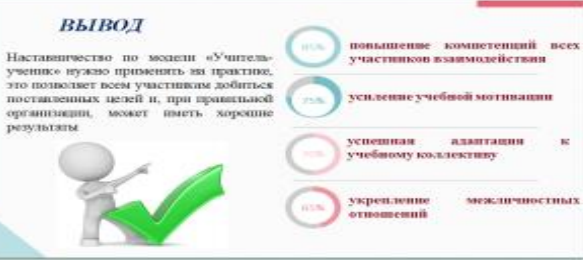 ВЫВОД
Наставничество по модели «Учитель-
ученик» нужно применять на практике,
это позволяет всем участникам добиться
поставленных целей и, при правильной
организации, может иметь хорошие
результаты
повышение компетенций всех
участников взаимодействия
75%
усиление учебной мотивации
успешная адаптация к
учебному коллективу
65%
укрепление межличностных
отношений